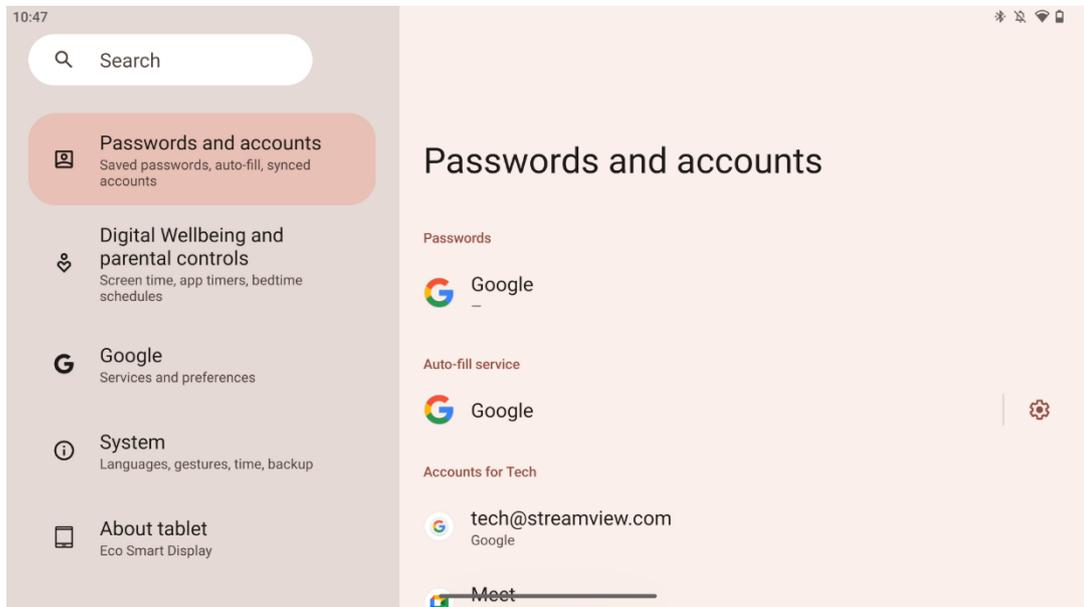 10:47
Search
Passwords and accounts
Saved passwords, auto-fill, synced
accounts
Digital Wellbeing and
parental controls
Screen time, app timers, bedtime
schedules
Google
Services and preferences
System
Languages, gestures, time, backup
About tablet
Eco Smart Display
Passwords and accounts
Passwords
Google
—
Auto-fill service
Google
Accounts for Tech
tech@streamview.com
Google
Meet